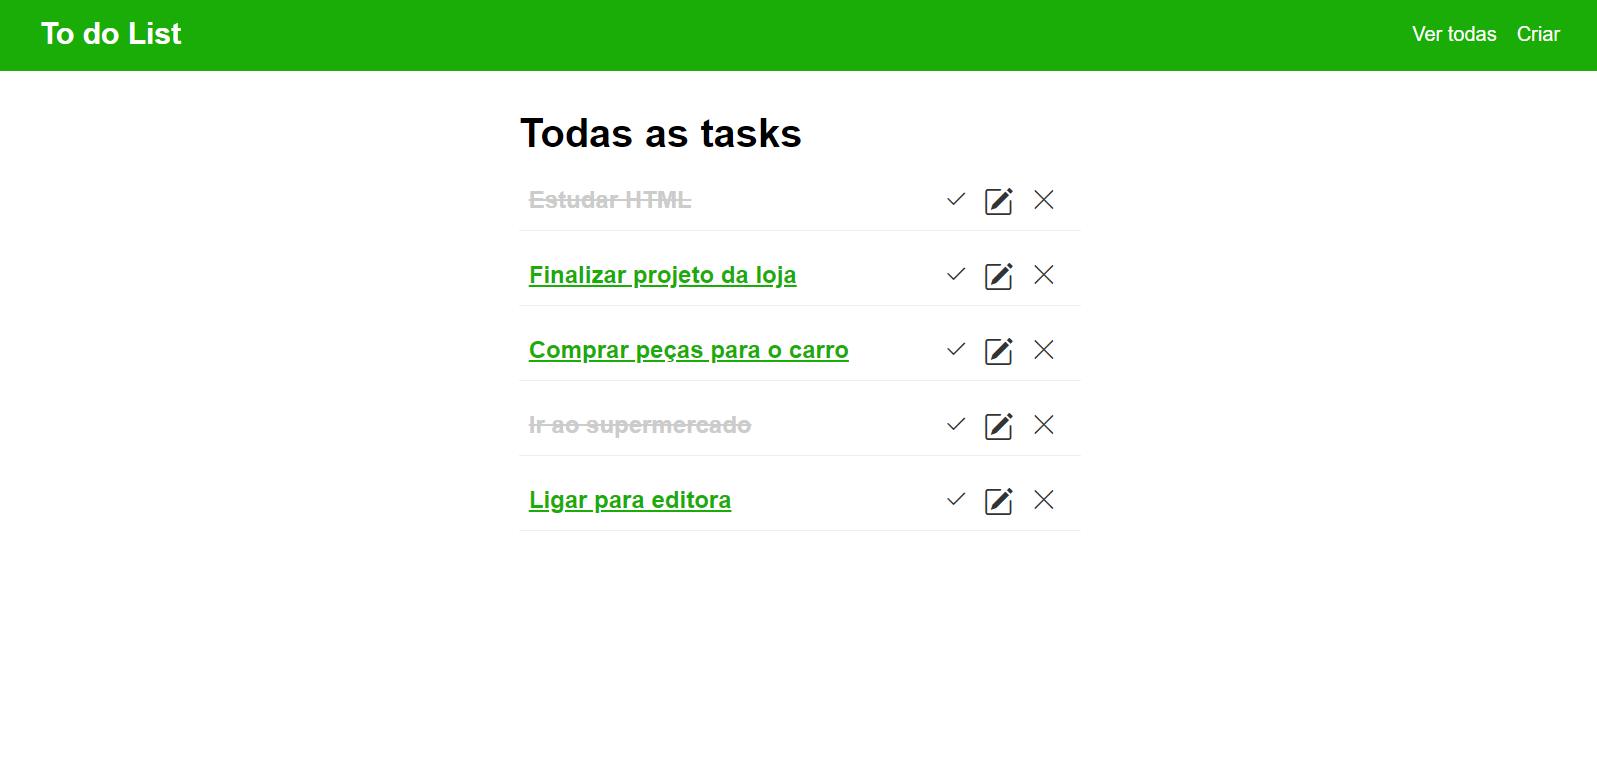 To do List
Ver todas Criar
Todas as tasks
Estudar HTML
Finalizar projeto da loja
Comprar peças para o carro
Ir ao supermercado
Ligar para editora